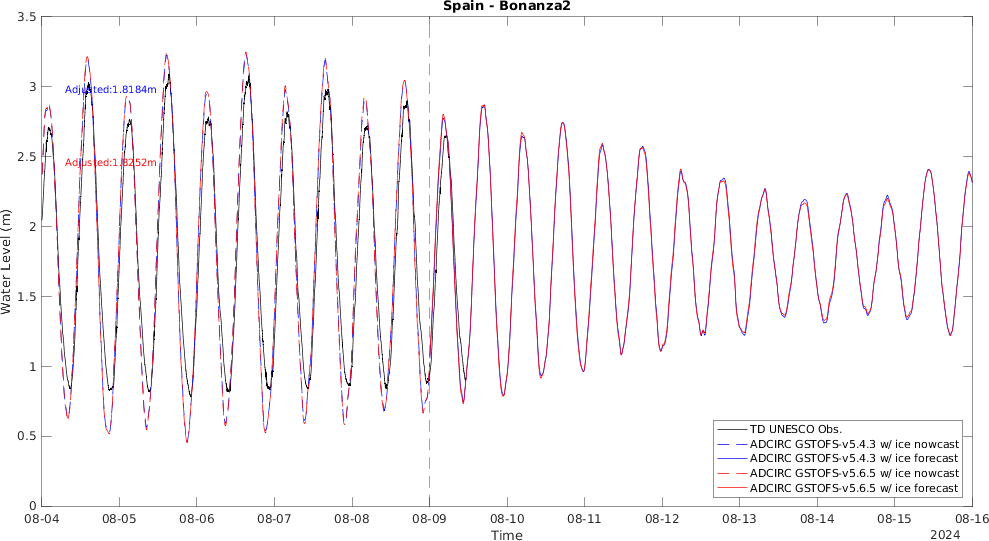 Spain - Bonanza2
3.5
3
2.5
2
1.5
1
0.5
0
Water Level (m)
Adjusted:1.8184m
Adjusted:1.8252m
TD UNESCO Obs.
ADCIRC GSTOFS-v5.4.3 w/ ice nowcast
ADCIRC GSTOFS-v5.4.3 w/ ice forecast
ADCIRC GSTOFS-v5.6.5 w/ ice nowcast
ADCIRC GSTOFS-v5.6.5 w/ ice forecast
08-04 08-05 08-06 08-07 08-08 08-09 08-10 08-11 08-12 08-13 08-14 08-15 08-16
Time
2024